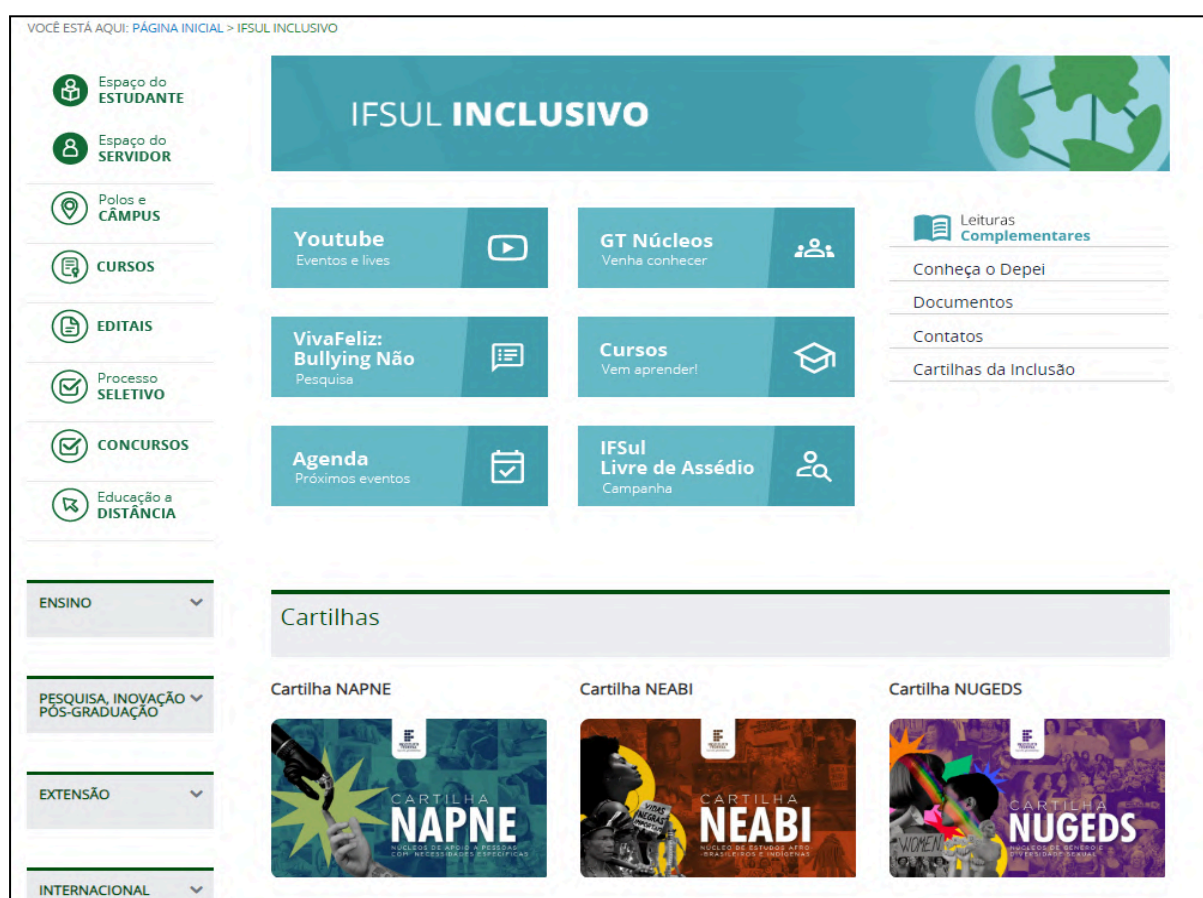 VOCÊ ESTÁ AQUI: PÁGINA INICIAL > IFSUL INCLUSIVO
Espaço do
ESTUDANTE
Espaço do
SERVIDOR
Polos e
CÂMPUS
CURSOS
EDITAIS
Processo
SELETIVO
CONCURSOS
Educação a
DISTÂNCIA
ENSINO
PESQUISA, INOVAÇÃO
PÓS-GRADUAÇÃO
EXTENSÃO
INTERNACIONAL
IFSUL INCLUSIVO
Youtube
Eventos e lives
GT Núcleos
Venha conhecer
VivaFeliz:
Bullying Não
Pesquisa
Cursos
Vem aprender!
Agenda
Próximos eventos
IFSul
Livre de Assédio
Campanha
Leituras
Complementares
Conheça o Depei
Documentos
Contatos
Cartilhas da Inclusão
Cartilhas
Cartilha NAPNE
CARTILHA
NAPNE
NÚCLEOS DE APOIO A PESSOAS
COM NECESSIDADES ESPECÍFICAS
Cartilha NEABI
VIDAS
NEGRAS
IMPORTAM
CARTILHA
NEABI
NÚCLEO DE ESTUDOS AFRO
-BRASILEIROS E INDÍGENAS
Cartilha NUGEDS
WOMEN
CARTILHA
NUGEDS
NÚCLEOS DE GÊNERO E
DIVERSIDADE SEXUAL